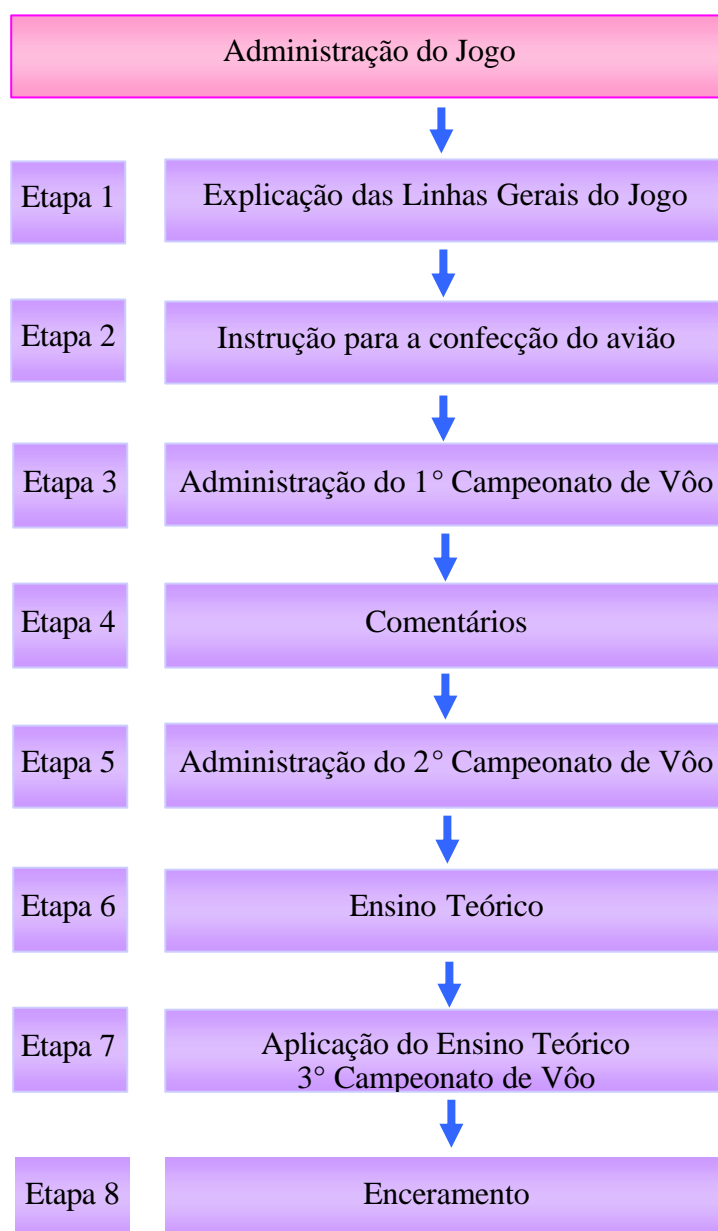 Administração do Jogo
Etapa 1
Explicação das Linhas Gerais do Jogo
Etapa 2
Instrução para a confecção do avião
Etapa 3
Administração do 1° Campeonato de Vôo
Etapa 4
Comentários
Etapa 5
Administração do 2° Campeonato de Vôo
Etapa 6
Ensino Teórico
Etapa 7
Aplicação do Ensino Teórico
3° Campeonato de Vôo
Etapa 8
Enceramento